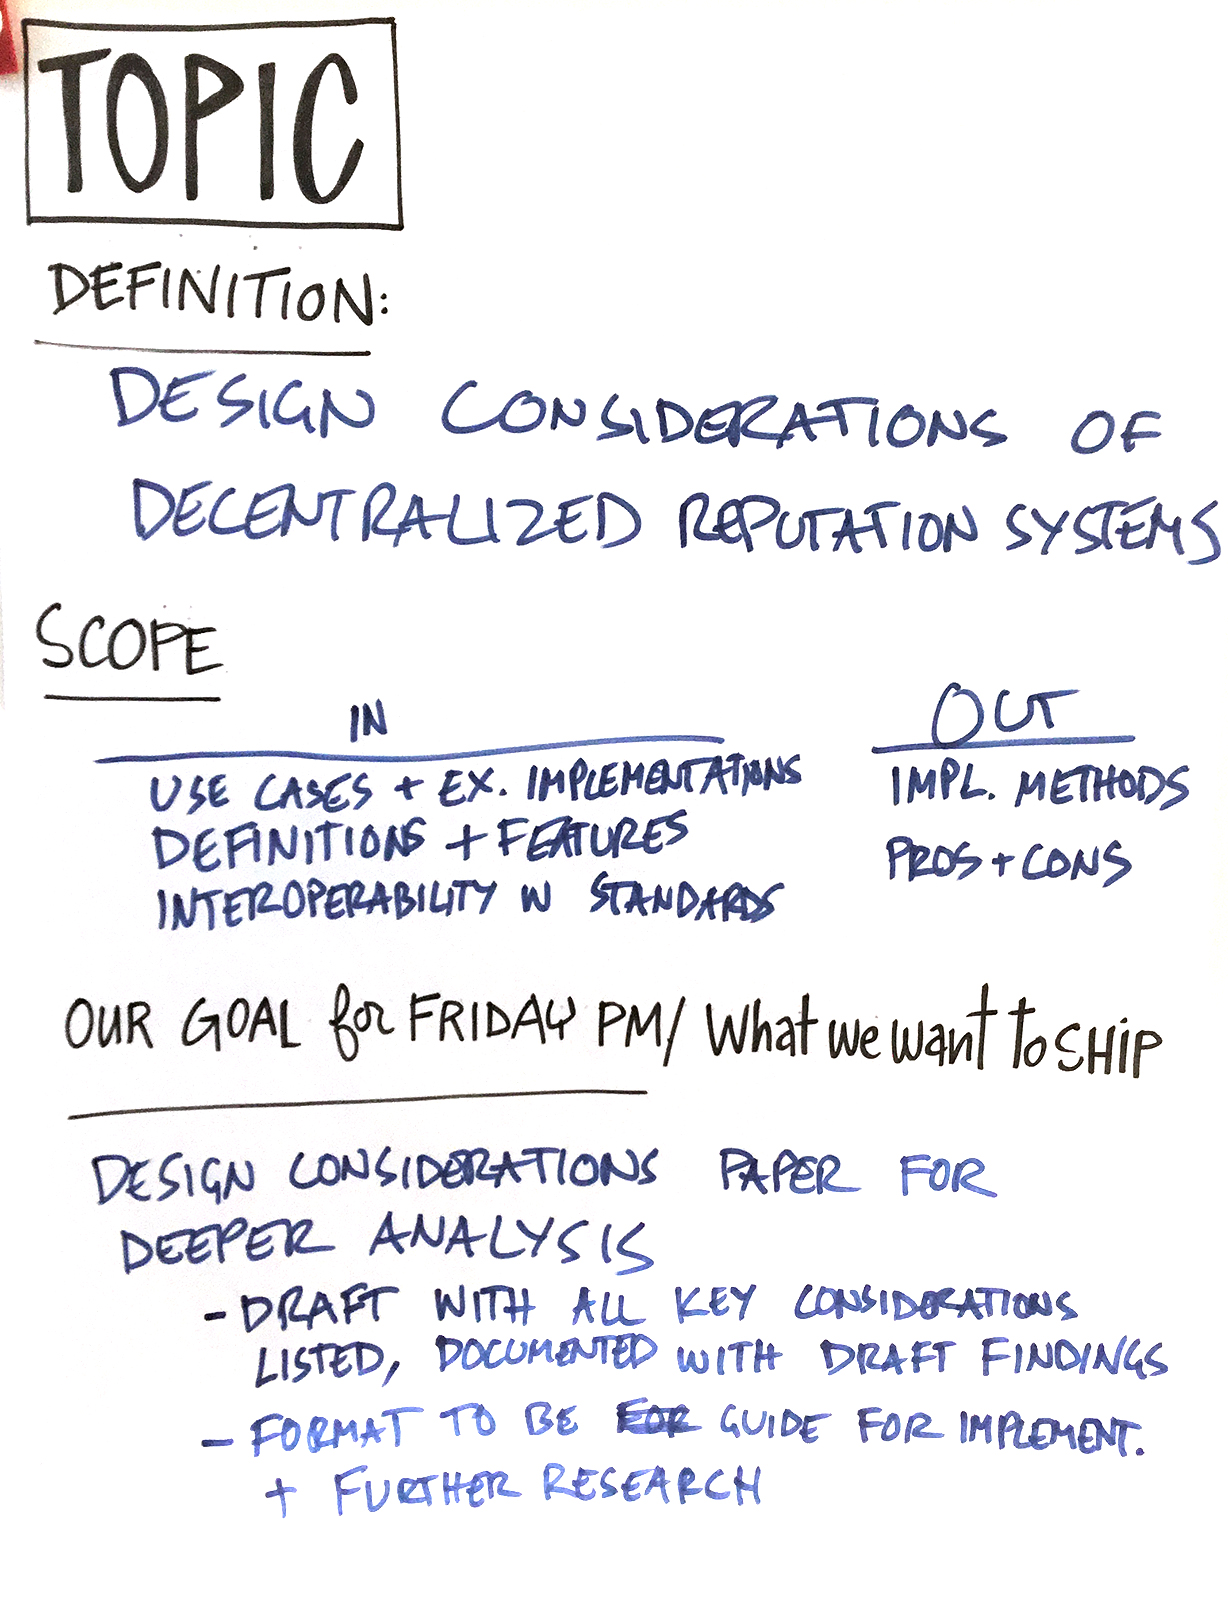 TOPIC
DEFINITION:
DESIGN CONSIDERATIONS OF
DECENTRALIZED REPUTATION SYSTEMS
SCOPE
IN
USE CASES + EX. IMPLEMENTATIONS
DEFINITIONS + FEATURES
INTEROPERABILITY W STANDARDS
OUT
IMPL. METHODS
PROS + CONS
OUR GOAL for FRIDAY PM/ What we want to SHIP
DESIGN CONSIDERATIONS PAPER FOR
DEEPER ANALYSIS
- DRAFT WITH ALL KEY CONSIDERATIONS
LISTED, DOCUMENTED WITH DRAFT FINDINGS
- FORMAT TO BE GUIDE FOR IMPLEMENT.
+ FURTHER RESEARCH